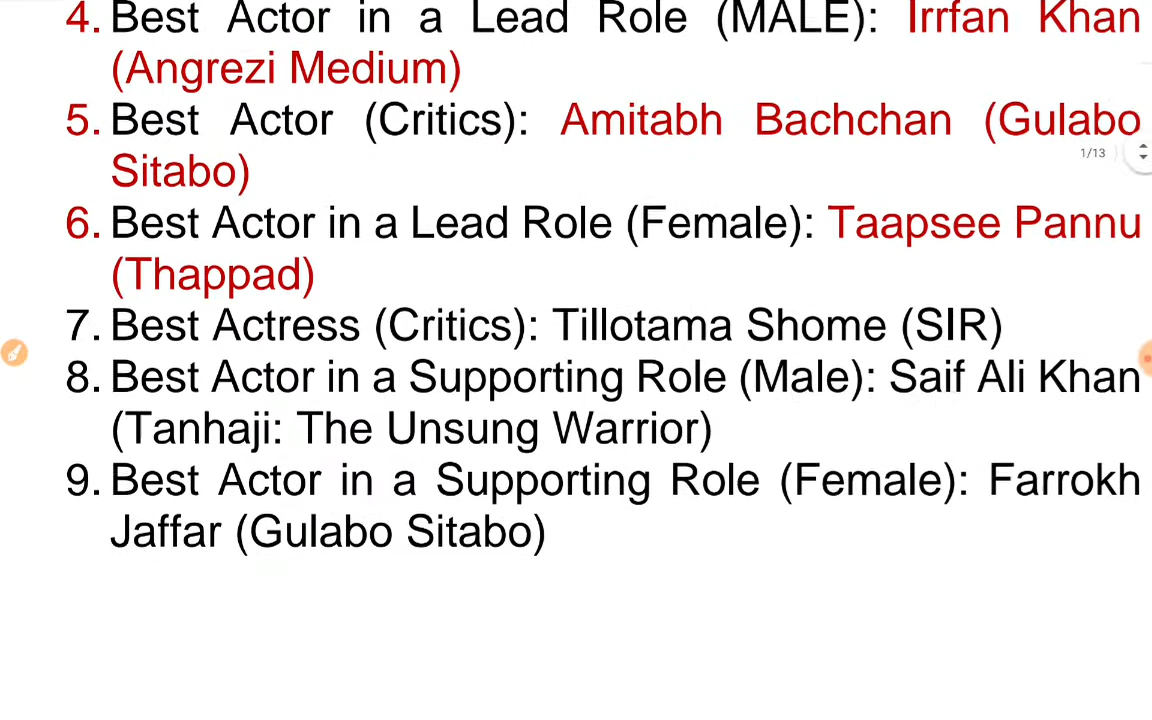 4. Best Actor in a Lead Role (MALE): Irrfan Khan
(Angrezi Medium)
5. Best Actor (Critics): Amitabh Bachchan (Gulabo
1/13
Sitabo)
6. Best Actor in a Lead Role (Female): Taapsee Pannu
(Thappad)
7. Best Actress (Critics): Tillotama Shome (SIR)
8. Best Actor in a Supporting Role (Male): Saif Ali Khan
(Tanhaji: The Unsung Warrior)
9. Best Actor in a Supporting Role (Female): Farrokh
Jaffar (Gulabo Sitabo)